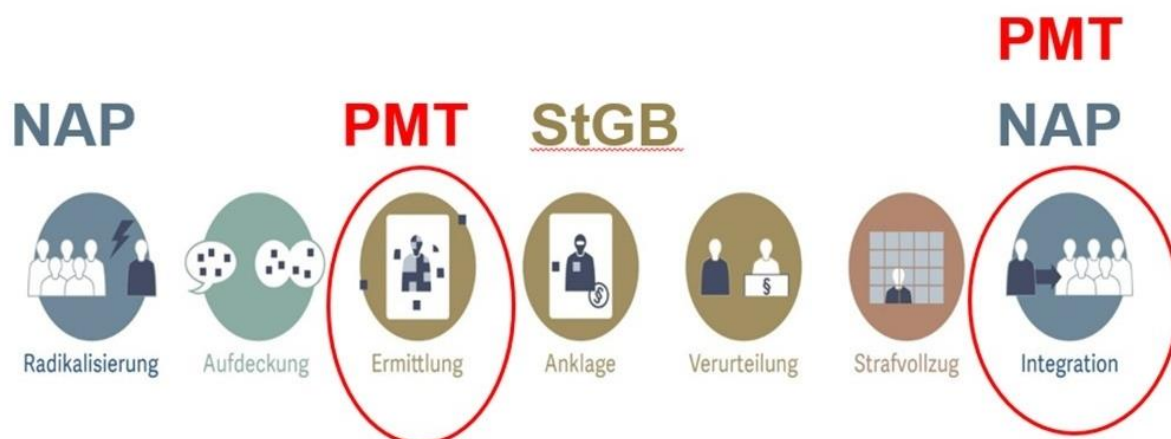 PMT
NAP PMT StGB NAP
§
§
Radikalisierung Aufdeckung Ermittlung Anklage Verurteilung Strafvollzug Integration